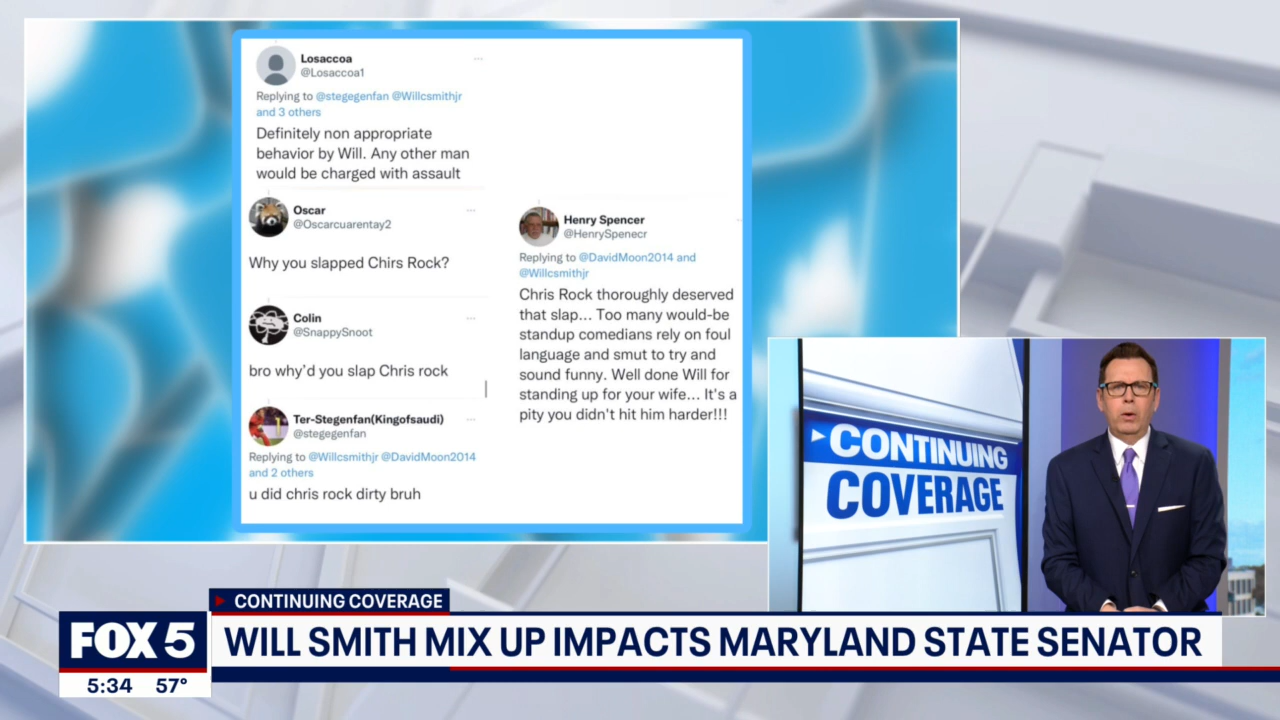 Losaccoa
@Losaccoa1
Replying to @stegegenfan @Willcsmithjr
and 3 others
Definitely non appropriate
behavior by Will. Any other man
would be charged with assault
Oscar
@Oscarcuarentay2
Why you slapped Chirs Rock?
Colin
@SnappySnoot
bro why'd you slap Chris rock
Ter-Stegenfan(Kingofsaudi)
@stegegenfan
Replying to @Willcsmithjr @DavidMoon2014
and 2 others
u did chris rock dirty bruh
Henry Spencer
@HenrySpenecr
Replying to @DavidMoon2014 and
@Willcsmithjr
Chris Rock thoroughly deserved
that slap... Too many would-be
standup comedians rely on foul
language and smut to try and
sound funny. Well done Will for
standing up for your wife... It's a
pity you didn't hit him harder!!!
CONTINUING
COVERAGE
CONTINUING COVERAGE
FOX 5
WILL SMITH MIX UP IMPACTS MARYLAND STATE SENATOR
5:34 57°